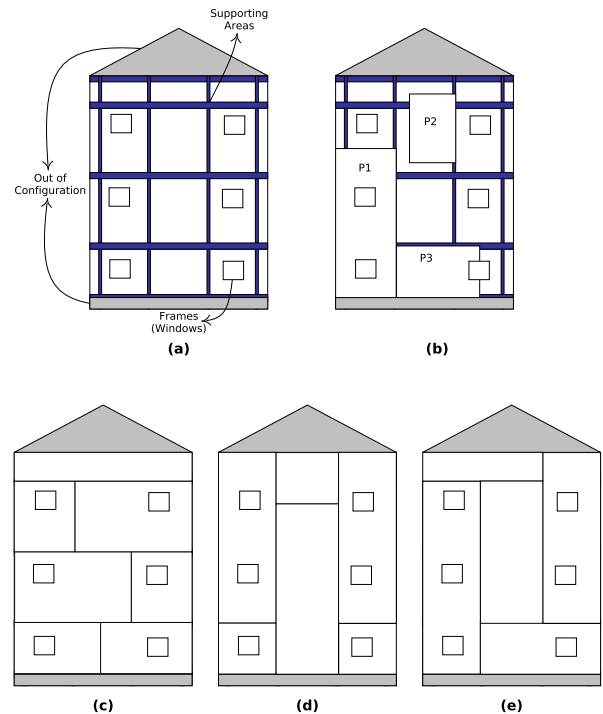 Supporting
Areas
Out of
Configuration
Frames
(Windows)
(a)
P1
P2
P3
(b)
(c)
(d)
(e)